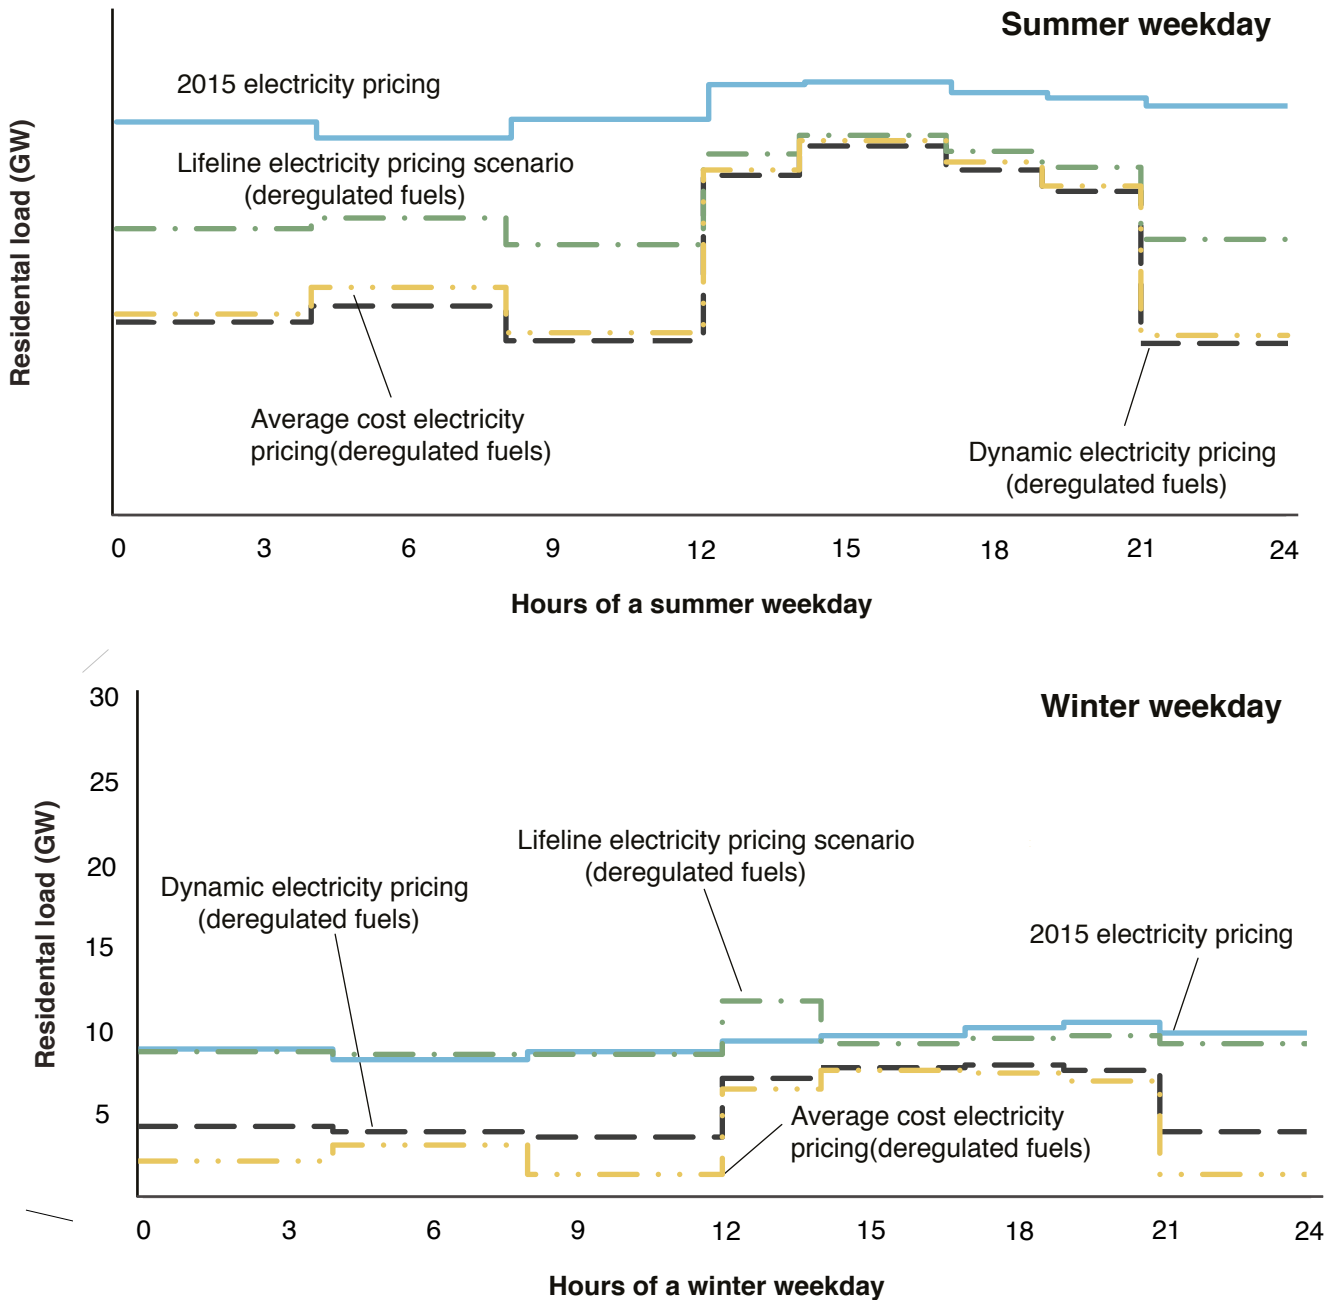 Summer weekday
2015 electricity pricing
Lifeline electricity pricing scenario
(deregulated fuels)
Residental load (GW)
Average cost electricity
pricing(deregulated fuels)
Dynamic electricity pricing
(deregulated fuels)
0 3 6 9 12 15 18 21 24
Hours of a summer weekday
Winter weekday
30
25
20
15
10
5
Residental load (GW)
Lifeline electricity pricing scenario
(deregulated fuels)
Dynamic electricity pricing
(deregulated fuels)
2015 electricity pricing
Average cost electricity
pricing(deregulated fuels)
0 3 6 9 12 15 18 21 24
Hours of a winter weekday